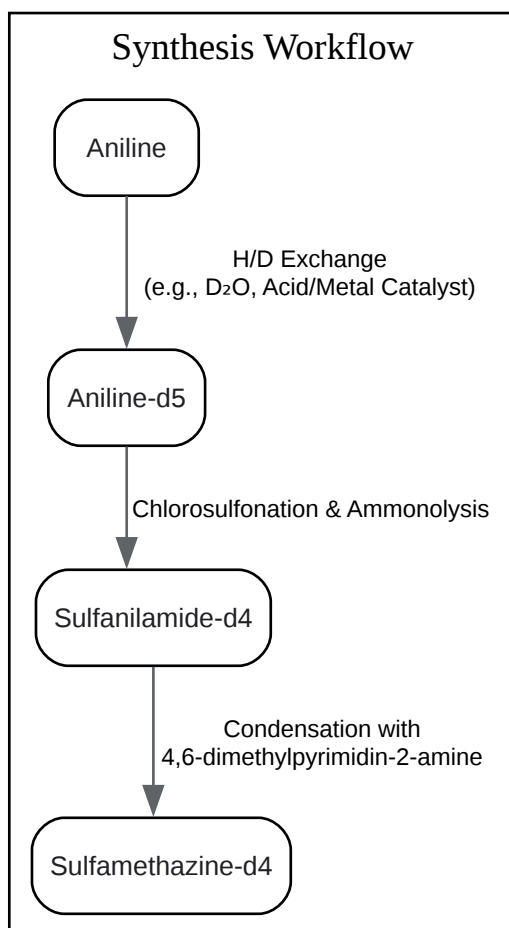 Synthesis Workflow
Aniline
H/D Exchange
(e.g., D₂O, Acid/Metal Catalyst)
Aniline-d5
Chlorosulfonation & Ammonolysis
Sulfanilamide-d4
Condensation with
4,6-dimethylpyrimidin-2-amine
Sulfamethazine-d4